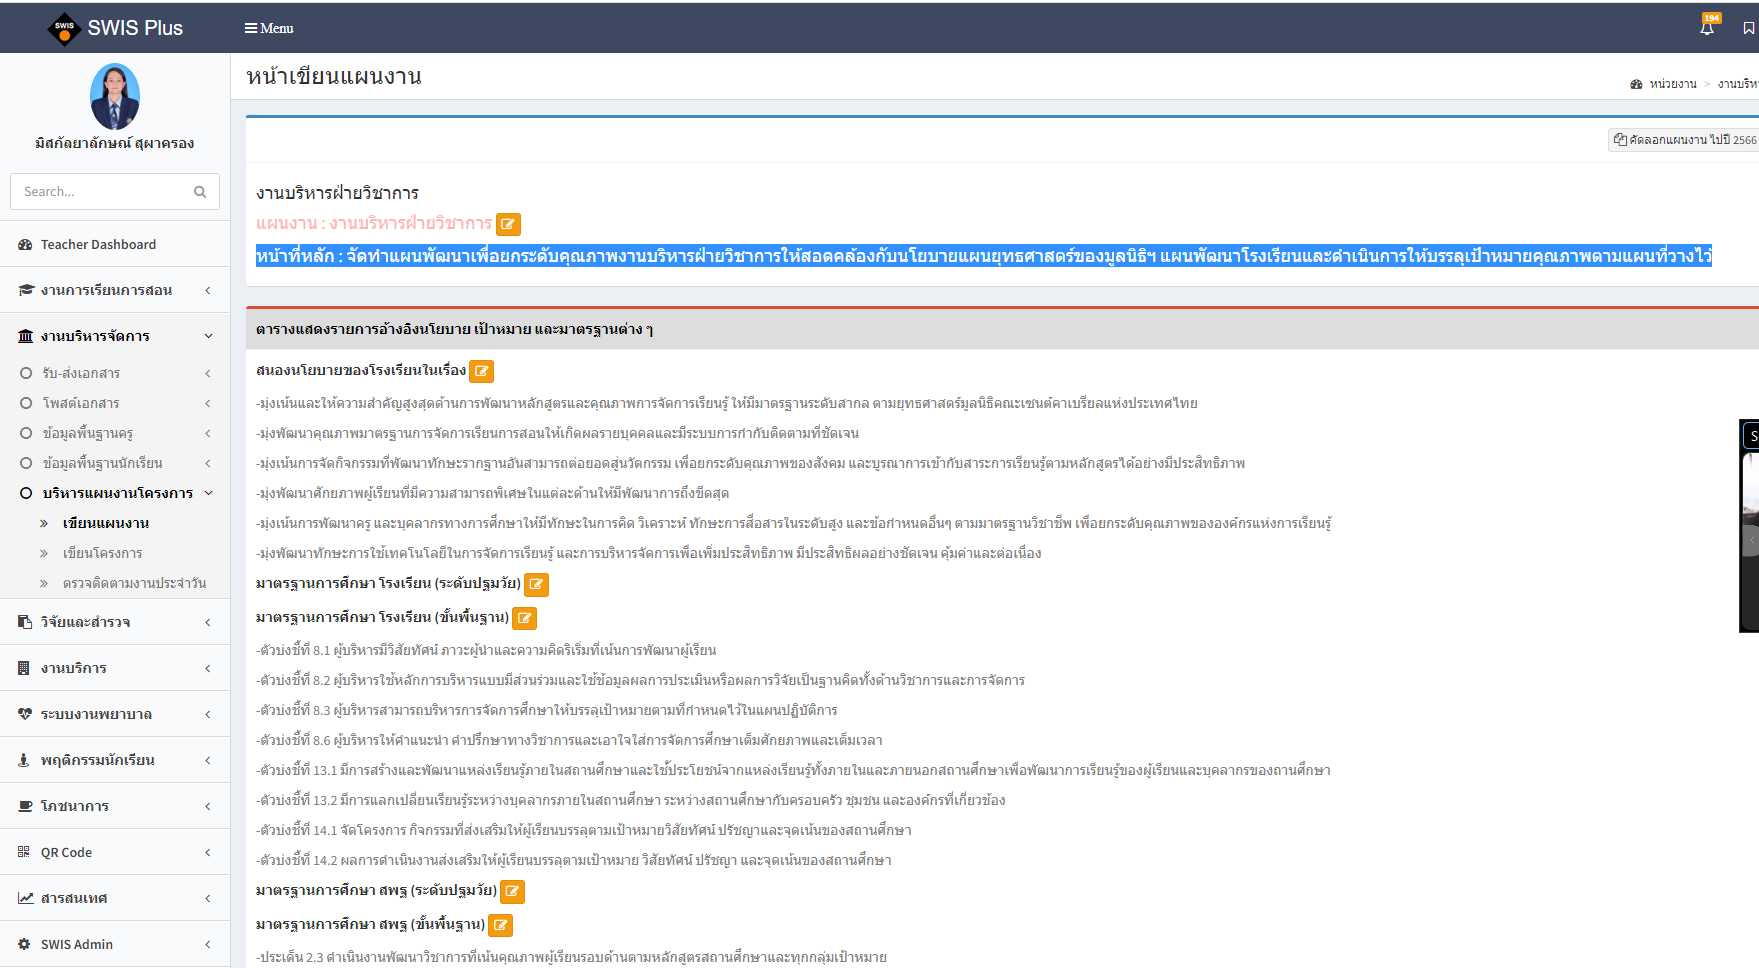 SWIS
SWIS Plus
Menu
194
หน้าเขียนแผนงาน
หน่วยงาน > งานบริห
มิสกัลยาลักษณ์ สุผาครอง
Search...
Teacher Dashboard
งานการเรียนการสอน
งานบริหารจัดการ
รับ-ส่งเอกสาร
โพสต์เอกสาร
ข้อมูลพื้นฐานครู
ข้อมูลพื้นฐานนักเรียน
บริหารแผนงานโครงการ
เขียนแผนงาน
เขียนโครงการ
ตรวจติดตามงานประจำวัน
วิจัยและสำรวจ
งานบริการ
ระบบงานพยาบาล
พฤติกรรมนักเรียน
โภชนาการ
QR Code
สารสนเทศ
SWIS Admin
คัดลอกแผนงาน ไปปี 2566
งานบริหารฝ่ายวิชาการ
แผนงาน : งานบริหารฝ่ายวิชาการ
หน้าที่หลัก : จัดทำแผนพัฒนาเพื่อยกระดับคุณภาพงานบริหารฝ่ายวิชาการให้สอดคล้องกับนโยบายแผนยุทธศาสตร์ของมูลนิธิฯ แผนพัฒนาโรงเรียนและดำเนินการให้บรรลุเป้าหมายคุณภาพตามแผนที่วางไว้
ตารางแสดงรายการอ้างอิงนโยบาย เป้าหมาย และมาตรฐานต่าง ๆ
สนองนโยบายของโรงเรียนในเรื่อง
-มุ่งเน้นและให้ความสำคัญสูงสุดด้านการพัฒนาหลักสูตรและคุณภาพการจัดการเรียนรู้ ให้มีมาตรฐานระดับสากล ตามยุทธศาสตร์มูลนิธิคณะเซนต์คาเบรียลแห่งประเทศไทย
-มุ่งพัฒนาคุณภาพมาตรฐานการจัดการเรียนการสอนให้เกิดผลรายบุคคลและมีระบบการกำกับติดตามที่ชัดเจน
-มุ่งเน้นการจัดกิจกรรมที่พัฒนาทักษะรากฐานอันสามารถต่อยอดสู่นวัตกรรม เพื่อยกระดับคุณภาพของสังคม และบูรณาการเข้ากับสาระการเรียนรู้ตามหลักสูตรได้อย่างมีประสิทธิภาพ
-มุ่งพัฒนาศักยภาพผู้เรียนที่มีความสามารถพิเศษในแต่ละด้านให้มีพัฒนาการถึงขีดสุด
-มุ่งเน้นการพัฒนาครู และบุคลากรทางการศึกษาให้มีทักษะในการคิด วิเคราะห์ ทักษะการสื่อสารในระดับสูง และข้อกำหนดอื่นๆ ตามมาตรฐานวิชาชีพ เพื่อยกระดับคุณภาพขององค์กรแห่งการเรียนรู้
-มุ่งพัฒนาทักษะการใช้เทคโนโลยีในการจัดการเรียนรู้ และการบริหารจัดการเพื่อเพิ่มประสิทธิภาพ มีประสิทธิผลอย่างชัดเจน คุ้มค่าและต่อเนื่อง
มาตรฐานการศึกษา โรงเรียน (ระดับปฐมวัย)
มาตรฐานการศึกษา โรงเรียน (ขั้นพื้นฐาน)
-ตัวบ่งชี้ที่ 8.1 ผู้บริหารมีวิสัยทัศน์ ภาวะผู้นำและความคิดริเริ่มที่เน้นการพัฒนาผู้เรียน
-ตัวบ่งชี้ที่ 8.2 ผู้บริหารใช้หลักการบริหารแบบมีส่วนร่วมและใช้ข้อมูลผลการประเมินหรือผลการวิจัยเป็นฐานคิดทั้งด้านวิชาการและการจัดการ
-ตัวบ่งชี้ที่ 8.3 ผู้บริหารสามารถบริหารการจัดการศึกษาให้บรรลุเป้าหมายตามที่กำหนดไว้ในแผนปฏิบัติการ
-ตัวบ่งชี้ที่ 8.6 ผู้บริหารให้คำแนะนำ คำปรึกษาทางวิชาการและเอาใจใส่การจัดการศึกษาเต็มศักยภาพและเต็มเวลา
-ตัวบ่งชี้ที่ 13.1 มีการสร้างและพัฒนาแหล่งเรียนรู้ภายในสถานศึกษาและใช้ประโยชน์จากแหล่งเรียนรู้ทั้งภายในและภายนอกสถานศึกษาเพื่อพัฒนาการเรียนรู้ของผู้เรียนและบุคลากรของถานศึกษา
-ตัวบ่งชี้ที่ 13.2 มีการแลกเปลี่ยนเรียนรู้ระหว่างบุคลากรภายในสถานศึกษา ระหว่างสถานศึกษากับครอบครัว ชุมชน และองค์กรที่เกี่ยวข้อง
-ตัวบ่งชี้ที่ 14.1 จัดโครงการ กิจกรรมที่ส่งเสริมให้ผู้เรียนบรรลุตามเป้าหมายวิสัยทัศน์ ปรัชญาและจุดเน้นของสถานศึกษา
-ตัวบ่งชี้ที่ 14.2 ผลการดำเนินงานส่งเสริมให้ผู้เรียนบรรลุตามเป้าหมาย วิสัยทัศน์ ปรัชญา และจุดเน้นของสถานศึกษา
มาตรฐานการศึกษา สพฐ (ระดับปฐมวัย)
มาตรฐานการศึกษา สพฐ (ขั้นพื้นฐาน)
-ประเด็น 2.3 ดำเนินงานพัฒนาวิชาการที่เน้นคุณภาพผู้เรียนรอบด้านตามหลักสูตรสถานศึกษาและทุกกลุ่มเป้าหมาย
S